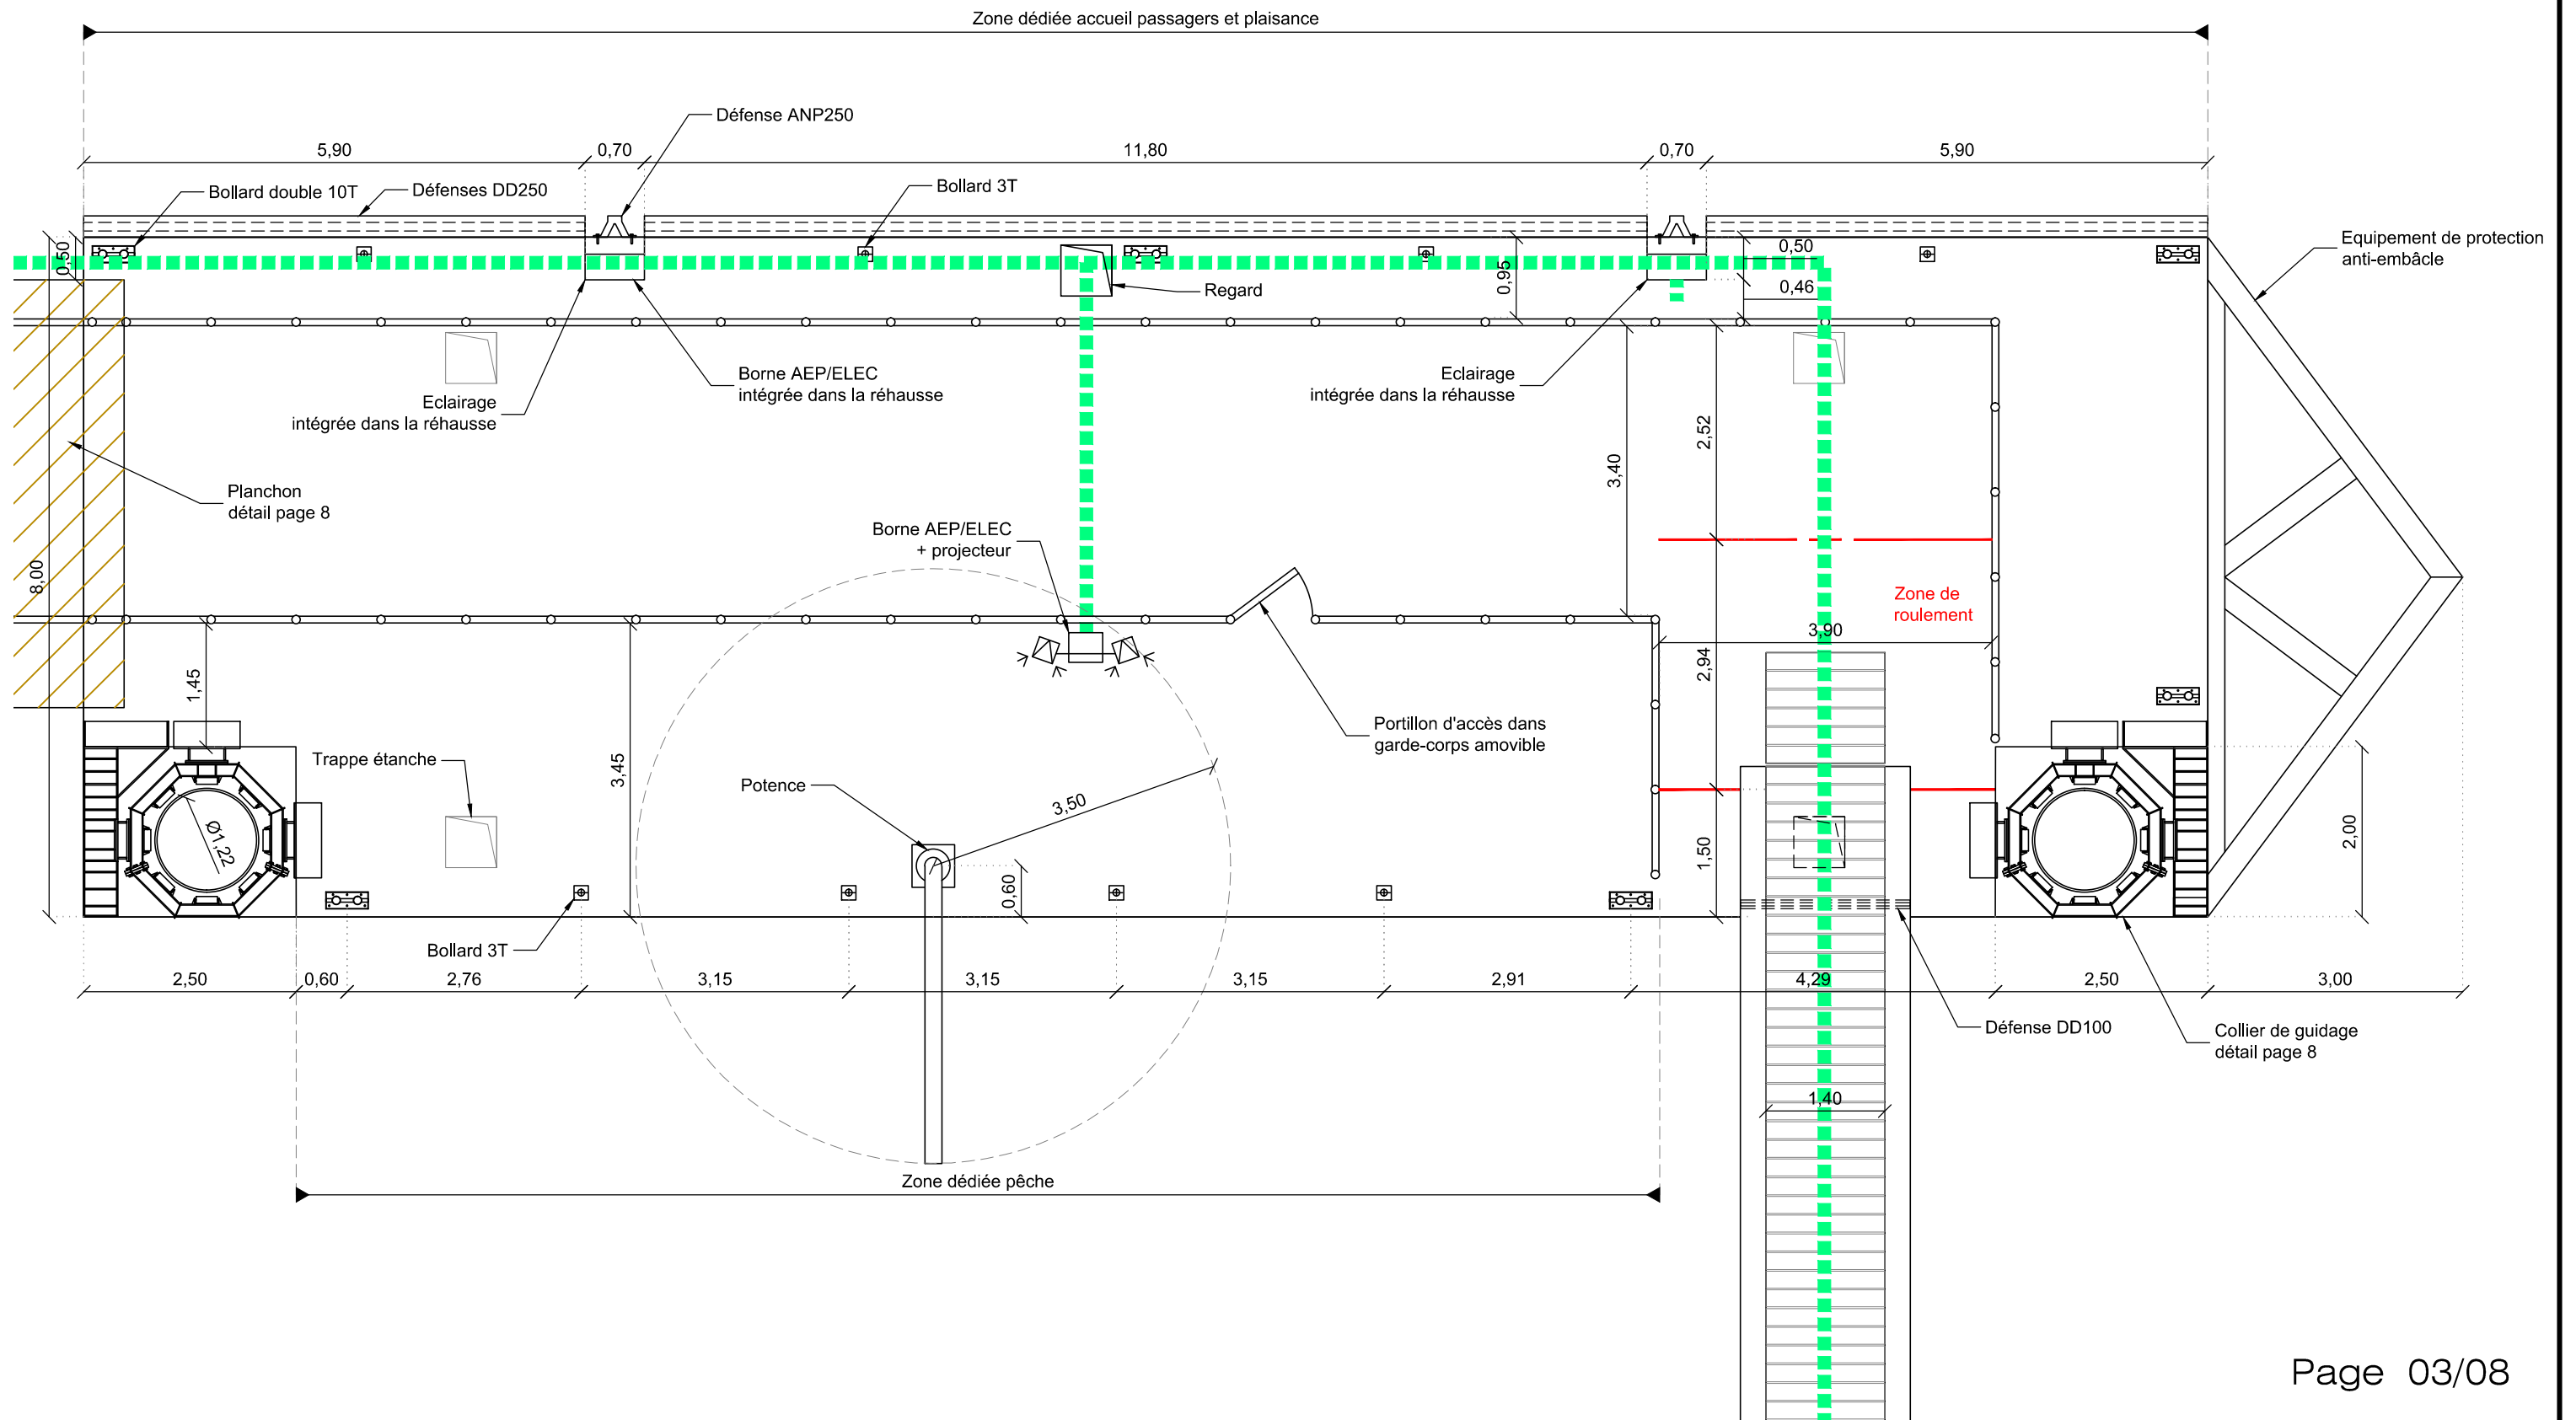 Zone dédiée accueil passagers et plaisance
Défense ANP250
5,90
0,70
11,80
0,70
5,90
Bollard double 10T
Défenses DD250
Bollard 3T
0,50
0,95
0,50
0,46
Equipement de protection
anti-embâcle
Regard
Borne AEP/ELEC
intégrée dans la réhausse
Eclairage
intégrée dans la réhausse
Eclairage
intégrée dans la réhausse
2,52
3,40
Planchon
détail page 8
Borne AEP/ELEC
+ projecteur
8,00
Zone de
roulement
3,90
2,94
1,45
Portillon d'accès dans
garde-corps amovible
Trappe étanche
3,45
Potence
3,50
Ø1,22
0,60
1,50
2,00
Bollard 3T
2,50
0,60
2,76
3,15
3,15
3,15
2,91
4,29
2,50
3,00
Défense DD100
Collier de guidage
détail page 8
1,40
Zone dédiée pêche
Page 03/08